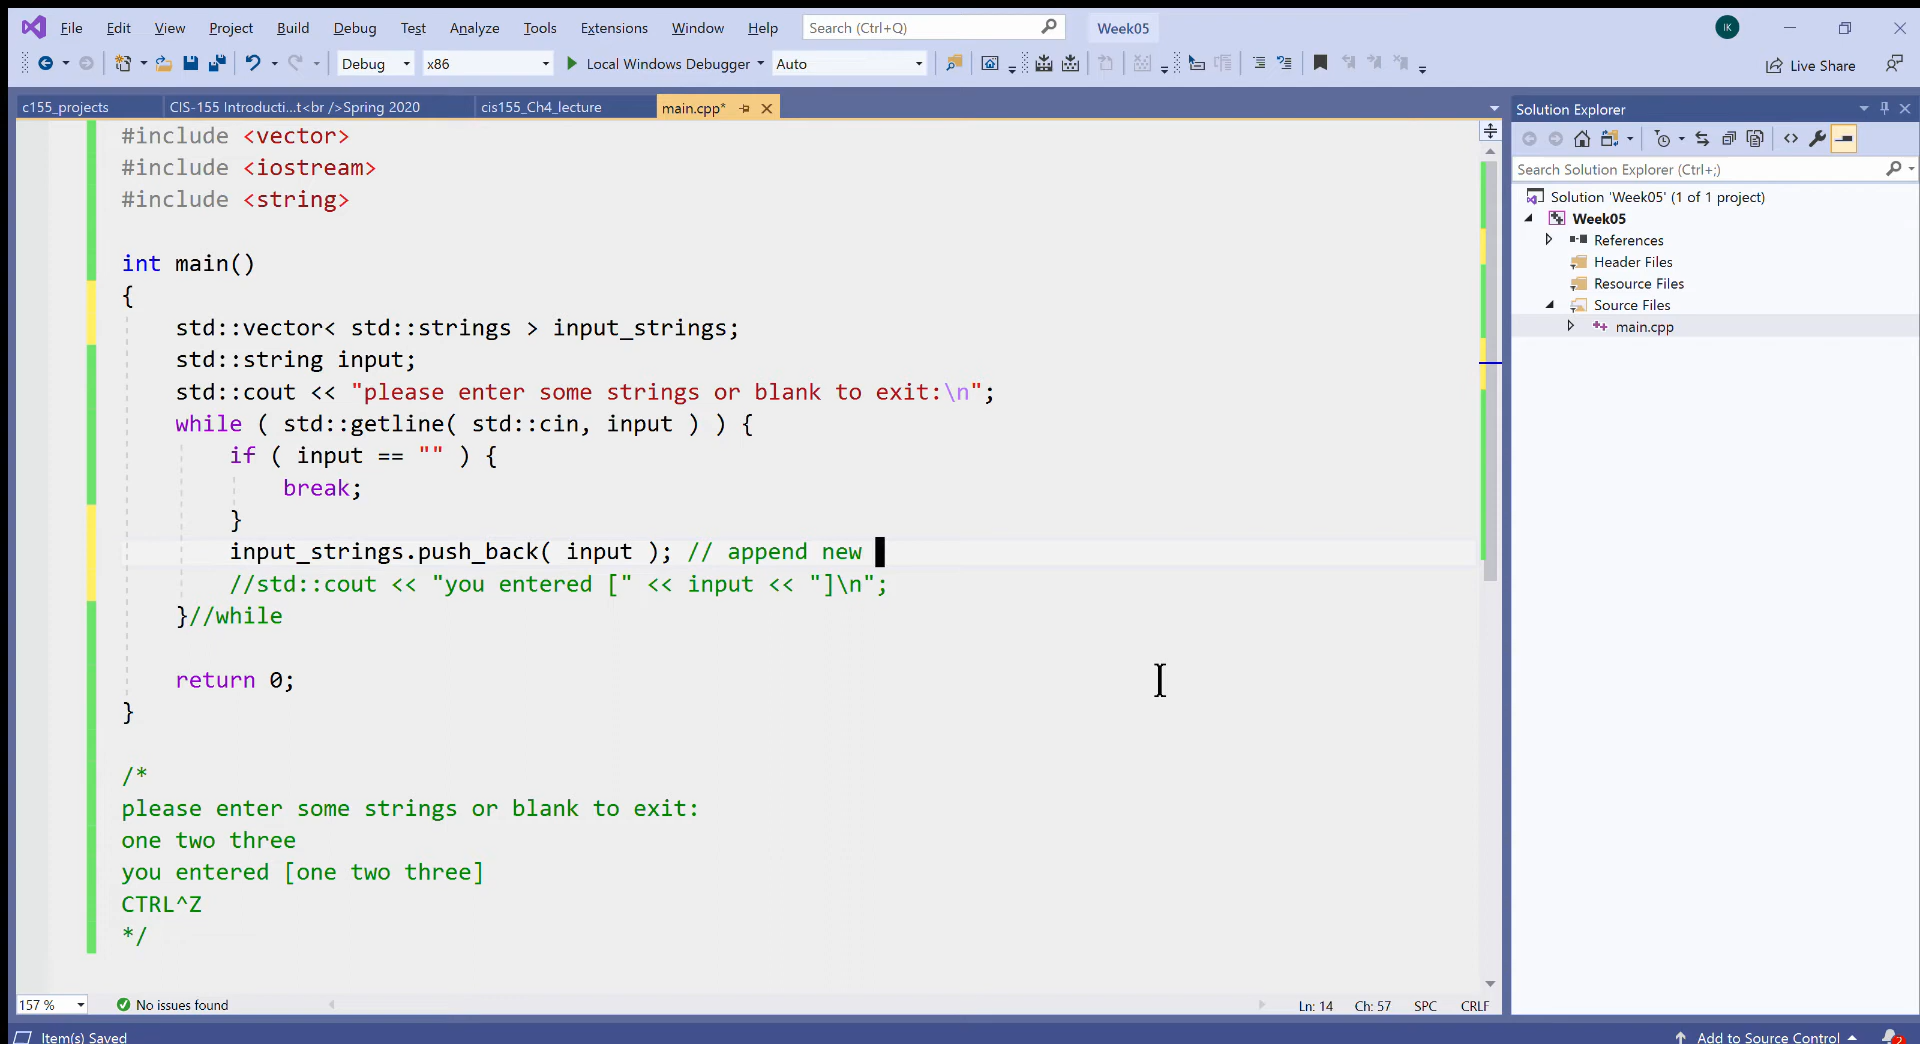 File Edit View Project Build Debug Test Analyze Tools Extensions Window Help Search (Ctrl+Q) Week05 IK
Debug x86 Local Windows Debugger Auto Live Share
c155_projects CIS-155 Introducti...t<br />Spring 2020 cis155_Ch4_lecture main.cpp*
#include <vector>
#include <iostream>
#include <string>
int main()
{
std::vector< std::strings > input_strings;
std::string input;
std::cout << "please enter some strings or blank to exit:\n";
while ( std::getline( std::cin, input ) ) {
if ( input == "" ) {
break;
}
input_strings.push_back( input ); // append new
//std::cout << "you entered [" << input << "]\n";
}//while
return 0;
}
/*
please enter some strings or blank to exit:
one two three
you entered [one two three]
CTRL^Z
*/
157 % No issues found Ln: 14 Ch: 57 SPC CRLF
Solution Explorer
Search Solution Explorer (Ctrl+;)
Solution 'Week05' (1 of 1 project)
Week05
References
Header Files
Resource Files
Source Files
main.cpp
Item(s) Saved Add to Source Control 2